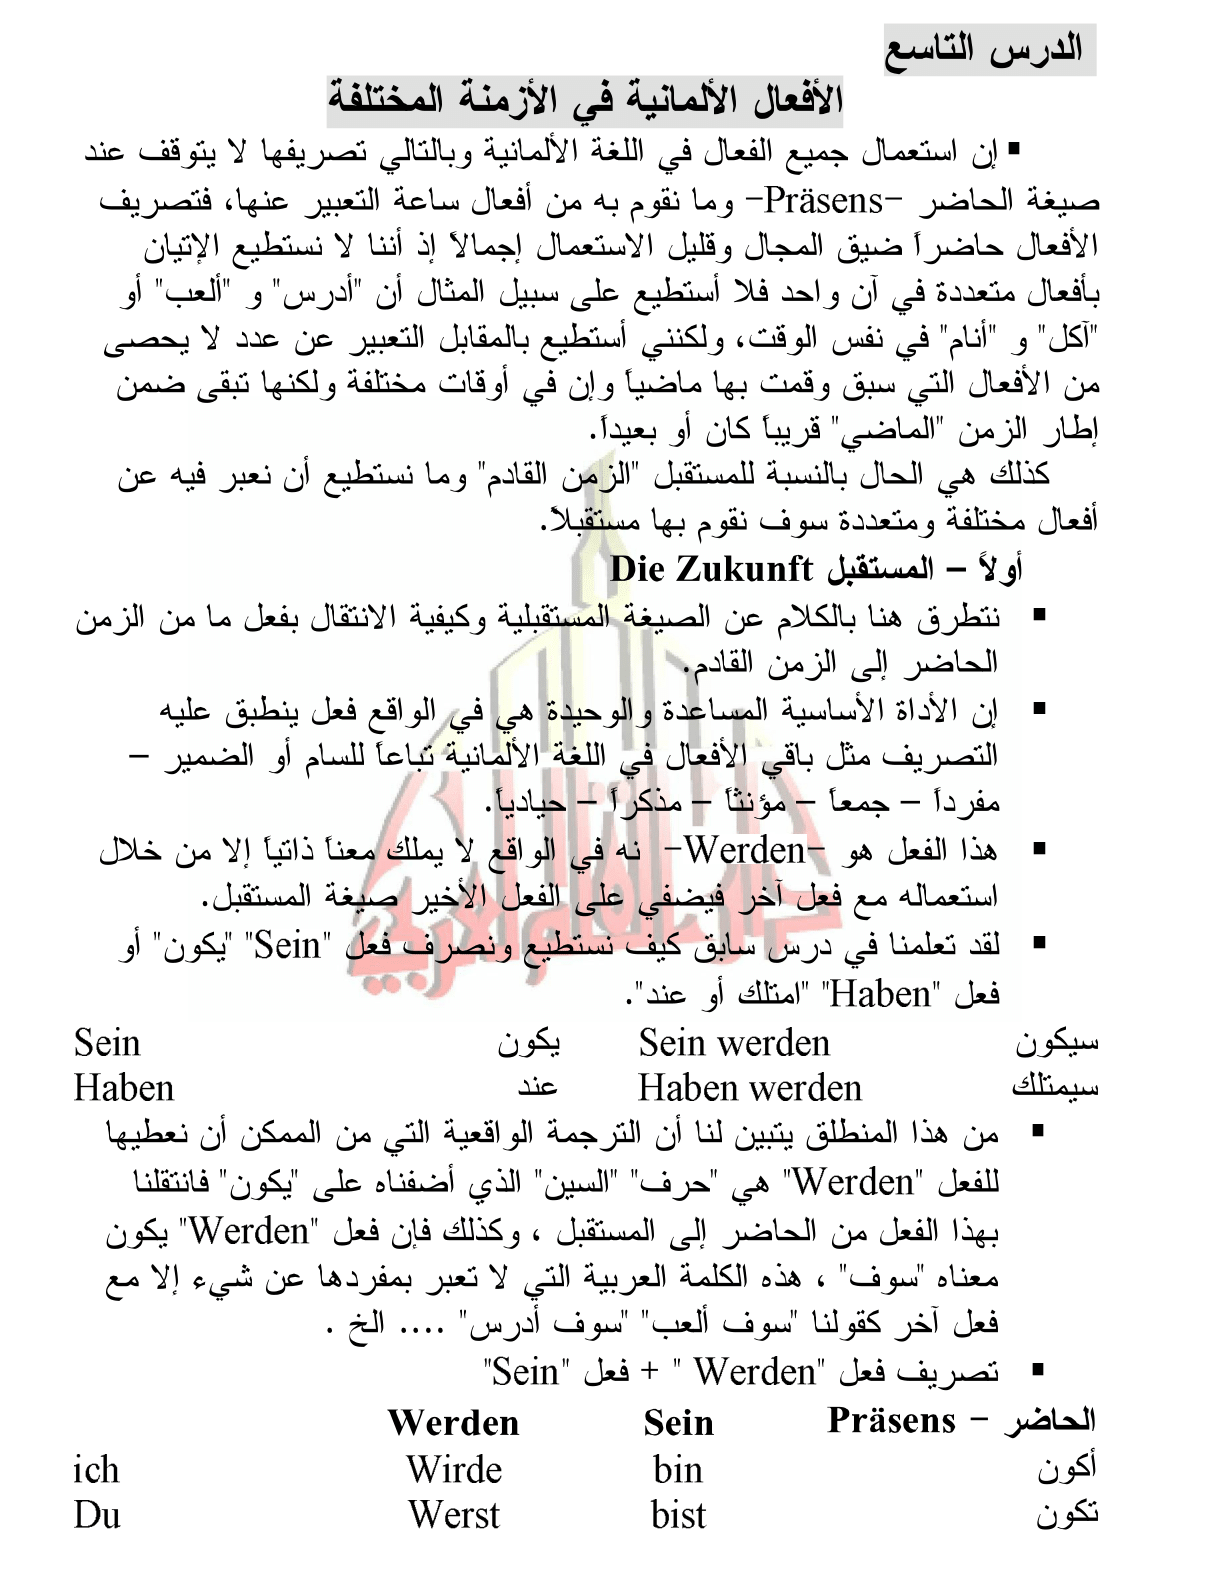 الدرس التاسع
الأفعال الألمانية في الأزمنة المختلفة
▪ إن استعمال جميع الفعال في اللغة الألمانية وبالتالي تصريفها لا يتوقف عند
صيغة الحاضر –Präsens– وما نقوم به من أفعال ساعة التعبير عنها، فتصريف
الأفعال حاضراً ضيق المجال وقليل الاستعمال إجمالاً إذ أننا لا نستطيع الإتيان
بأفعال متعددة في آن واحد فلا أستطيع على سبيل المثال أن "أدرس" و "ألعب" أو
"آكل" و "أنام" في نفس الوقت، ولكنني أستطيع بالمقابل التعبير عن عدد لا يحصى
من الأفعال التي سبق وقمت بها ماضياً وإن في أوقات مختلفة ولكنها تبقى ضمن
إطار الزمن "الماضي" قريباً كان أو بعيداً.
كذلك هي الحال بالنسبة للمستقبل "الزمن القادم" وما نستطيع أن نعبر فيه عن
أفعال مختلفة ومتعددة سوف نقوم بها مستقبلاً.
أولاً – المستقبل Die Zukunft
▪ نتطرق هنا بالكلام عن الصيغة المستقبلية وكيفية الانتقال بفعل ما من الزمن
الحاضر إلى الزمن القادم.
▪ إن الأداة الأساسية المساعدة والوحيدة هي في الواقع فعل ينطبق عليه
التصريف مثل باقي الأفعال في اللغة الألمانية تباعاً للسام أو الضمير –
مفرداً – جمعاً – مؤنثاً – مذكراً – حيادياً.
▪ هذا الفعل هو –Werden– نه في الواقع لا يملك معناً ذاتياً إلا من خلال
استعماله مع فعل آخر فيضفي على الفعل الأخير صيغة المستقبل.
▪ لقد تعلمنا في درس سابق كيف نستطيع ونصرف فعل "Sein" "يكون" أو
فعل "Haben" "امتلك أو عند".
سيكون Sein werden يكون Sein
سيمتلك Haben werden عند Haben
▪ من هذا المنطلق يتبين لنا أن الترجمة الواقعية التي من الممكن أن نعطيها
للفعل "Werden" هي "حرف" "السين" الذي أضفناه على "يكون" فانتقلنا
بهذا الفعل من الحاضر إلى المستقبل ، وكذلك فإن فعل "Werden" يكون
معناه "سوف" ، هذه الكلمة العربية التي لا تعبر بمفردها عن شيء إلا مع
فعل آخر كقولنا "سوف ألعب" "سوف أدرس" .... الخ .
▪ تصريف فعل "Werden " + فعل "Sein"
الحاضر – Präsens Sein Werden
أكون bin Wirde ich
تكون bist Werst Du